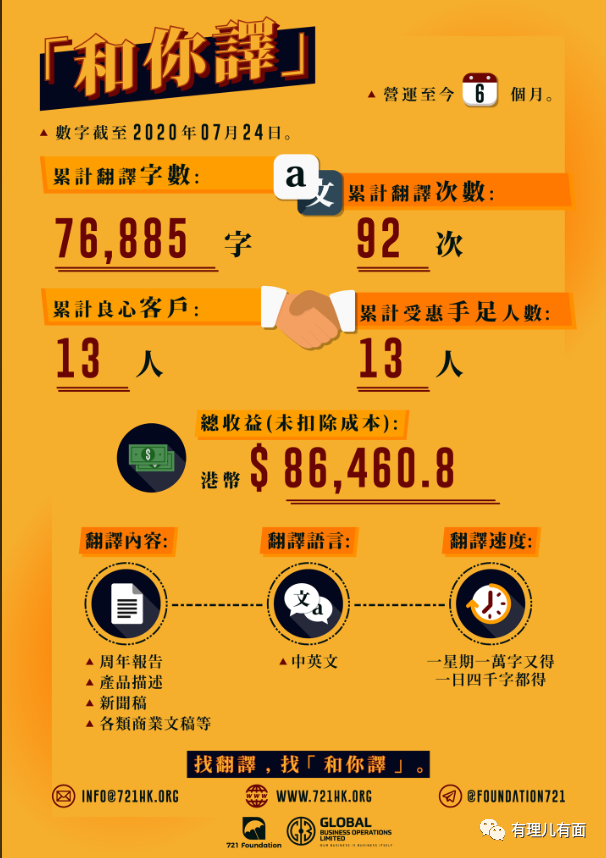 「和你譯」
▲ 營運至今 6 個月。
▲ 數字截至2020年07月24日。
累計翻譯字數:
a
文
累計翻譯次數:
76,885 字
92 次
累計良心客戶:
累計受惠手足人數:
13 人
13 人
總收益(未扣除成本):
$
港幣 $ 86,460.8
翻譯內容:
翻譯語言:
翻譯速度:
文
a
▲ 周年報告
▲ 產品描述
▲ 新聞稿
▲ 各類商業文稿等
▲ 中英文
一星期一萬字又得
一日四千字都得
找翻譯，找「和你譯」。
INFO@721HK.ORG
WWW.721HK.ORG
@FOUNDATION721
721 Foundation
GLOBAL
BUSINESS OPERATIONS
LIMITED
OUR BUSINESS IS BUSINESS ITSELF
有理儿有面